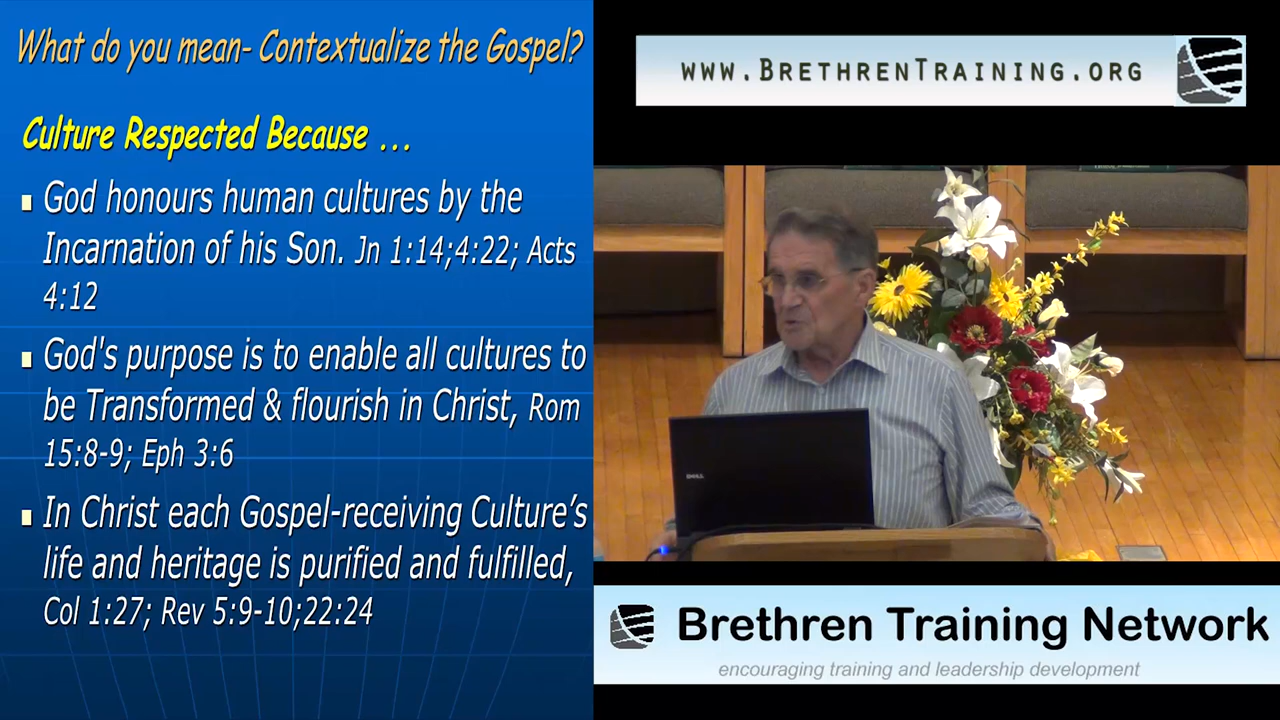 What do you mean- Contextualize the Gospel?
Culture Respected Because ...
God honours human cultures by the
Incarnation of his Son. Jn 1:14;4:22; Acts
4:12
God's purpose is to enable all cultures to
be Transformed & flourish in Christ, Rom
15:8-9; Eph 3:6
In Christ each Gospel-receiving Culture’s
life and heritage is purified and fulfilled,
Col 1:27; Rev 5:9-10;22:24
www.BrethrenTraining.org
DELL
Brethren Training Network
encouraging training and leadership development